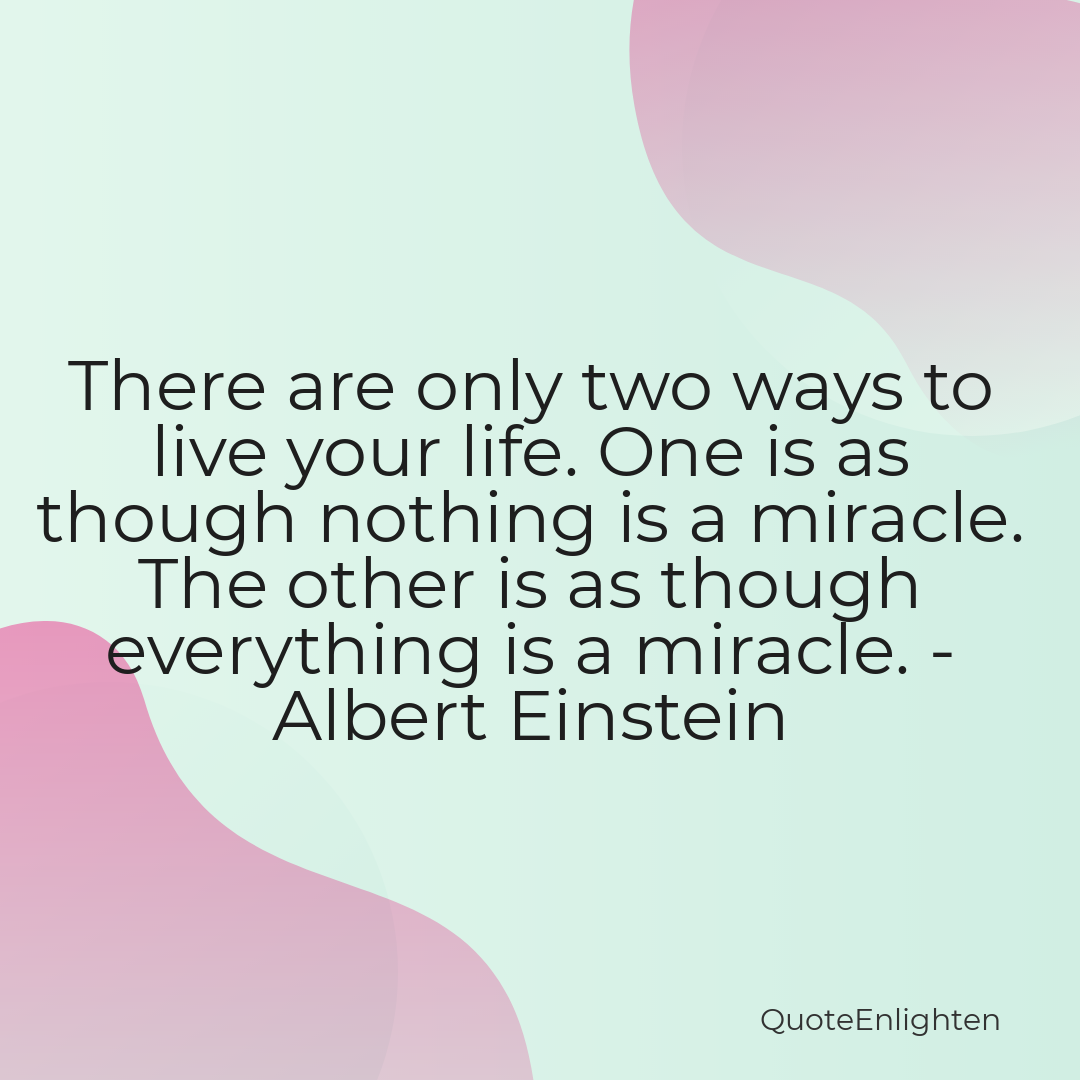 There are only two ways to
live your life. One is as
though nothing is a miracle.
The other is as though
everything is a miracle. -
Albert Einstein
QuoteEnlighten